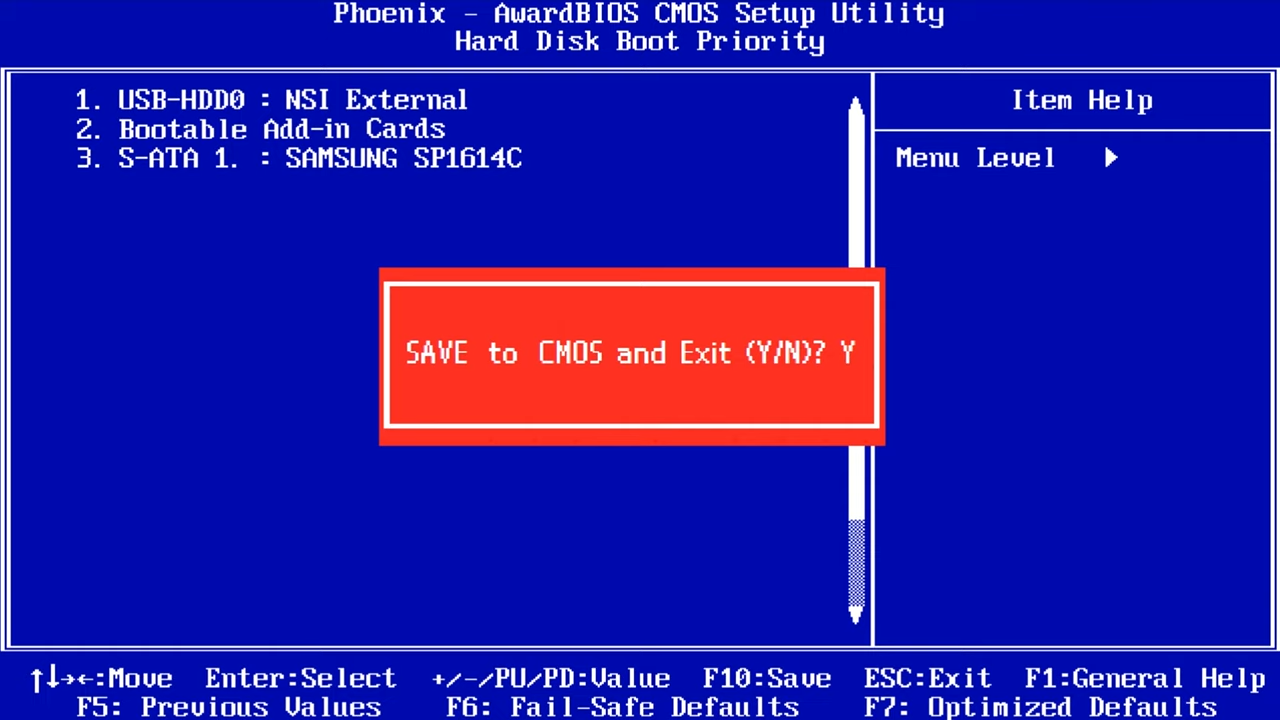 Phoenix - AwardBIOS CMOS Setup Utility
Hard Disk Boot Priority
1. USB-HDD0 : NSI External
2. Bootable Add-in Cards
3. S-ATA 1. : SAMSUNG SP1614C
Item Help
Menu Level ▶
SAVE to CMOS and Exit (Y/N)? Y
↑↓→←:Move Enter:Select +/-/PU/PD:Value F10:Save ESC:Exit F1:General Help
F5: Previous Values F6: Fail-Safe Defaults F7: Optimized Defaults